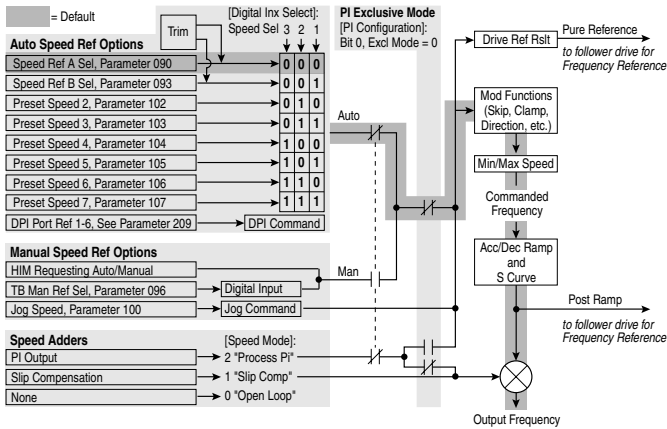 = Default
[Digital Inx Select]:
Speed Sel 3 2 1
Trim
PI Exclusive Mode
[PI Configuration]:
Bit 0, Excl Mode = 0
Drive Ref Rslt
Pure Reference
to follower drive for
Frequency Reference
Auto Speed Ref Options
Speed Ref A Sel, Parameter 090
0 0 0
Speed Ref B Sel, Parameter 093
0 0 1
Preset Speed 2, Parameter 102
0 1 0
Preset Speed 3, Parameter 103
0 1 1
Preset Speed 4, Parameter 104
1 0 0
Preset Speed 5, Parameter 105
1 0 1
Preset Speed 6, Parameter 106
1 1 0
Preset Speed 7, Parameter 107
1 1 1
DPI Port Ref 1-6, See Parameter 209
DPI Command
Auto
Mod Functions
(Skip, Clamp,
Direction, etc.)
Min/Max Speed
Commanded
Frequency
Acc/Dec Ramp
and
S Curve
Manual Speed Ref Options
HIM Requesting Auto/Manual
TB Man Ref Sel, Parameter 096
Digital Input
Jog Speed, Parameter 100
Jog Command
Man
Post Ramp
to follower drive for
Frequency Reference
Speed Adders
[Speed Mode]:
PI Output
2 "Process Pi"
Slip Compensation
1 "Slip Comp"
None
0 "Open Loop"
Output Frequency